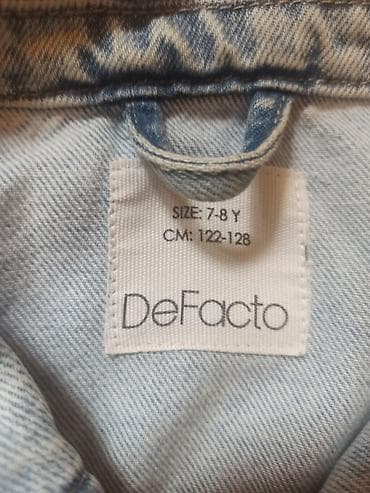 SIZE: 7-8 Y
CM: 122-128
DeFacto